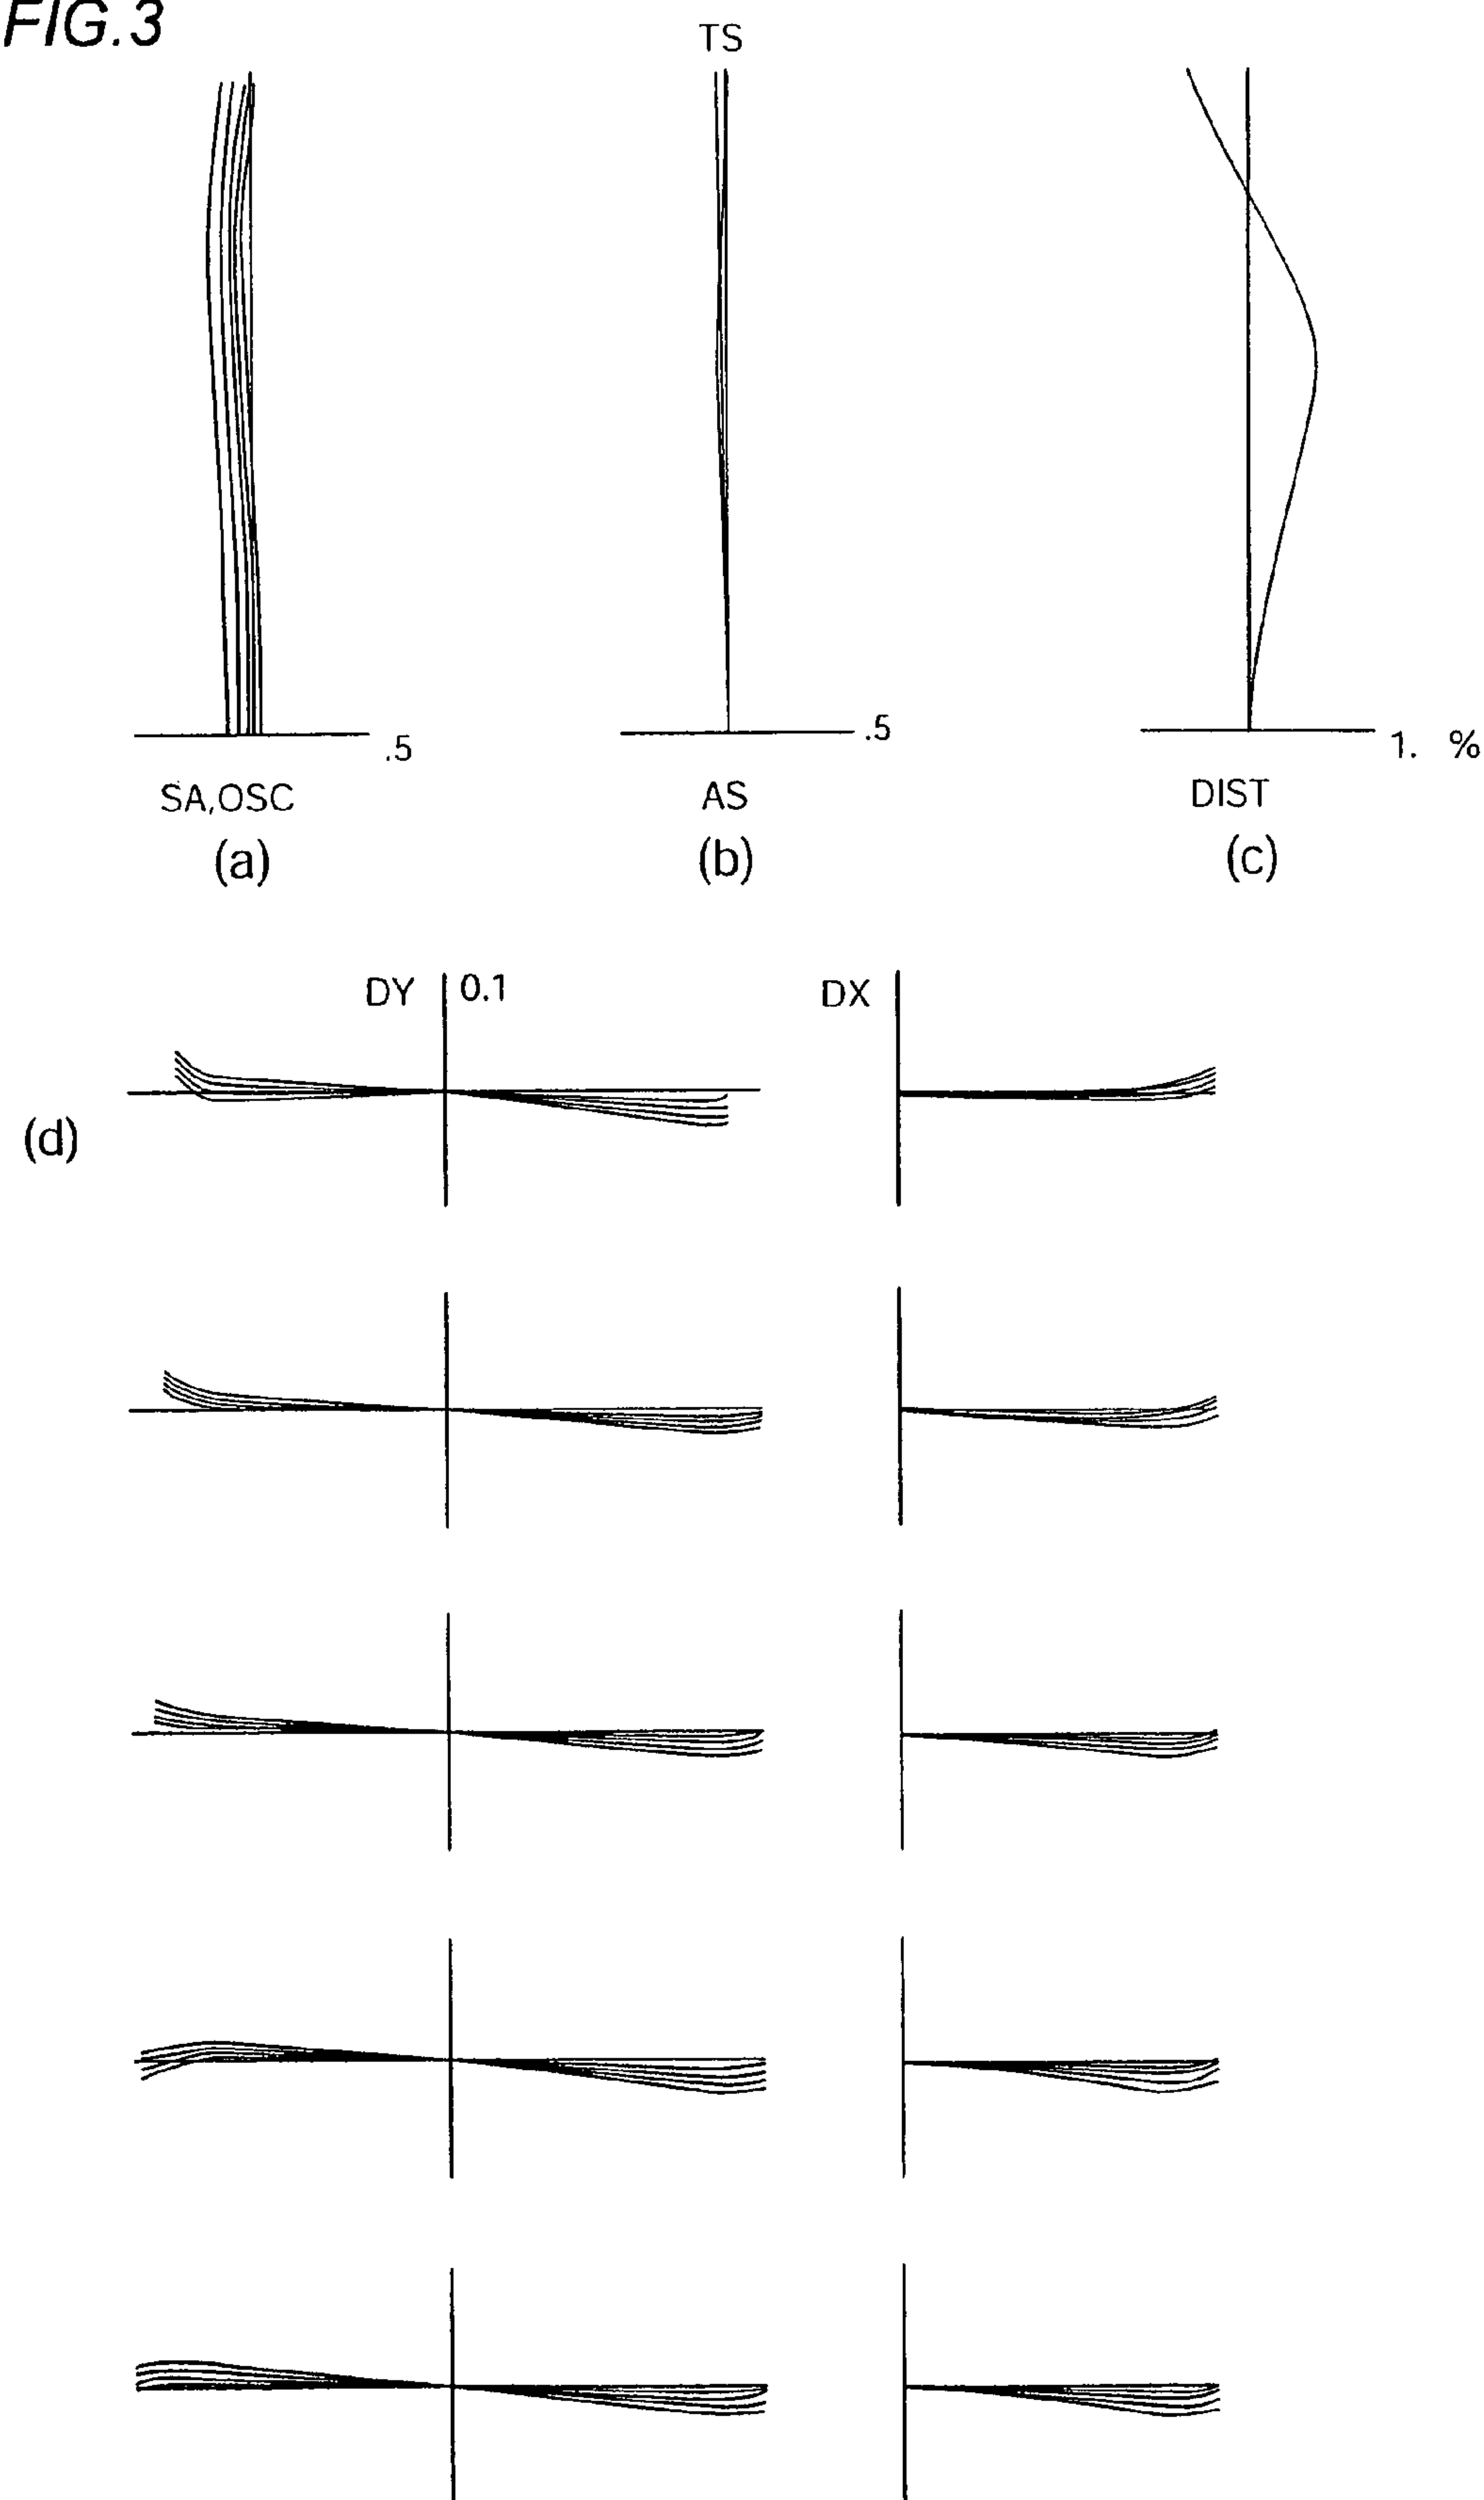 FIG.3
TS
.5
.5
1. %
SA,OSC
AS
DIST
(a)
(b)
(c)
DY 0.1
DX
(d)